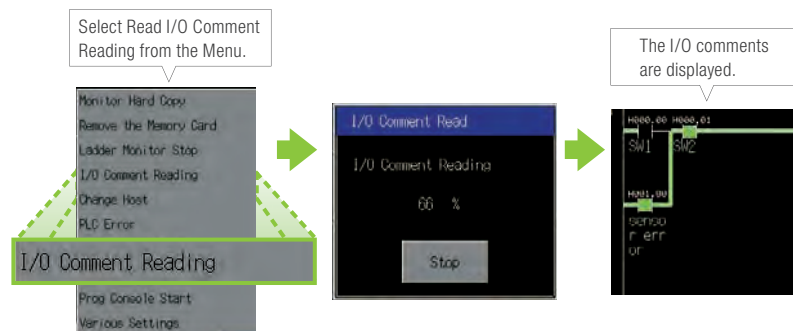 Select Read I/O Comment
Reading from the Menu.
Monitor Hard Copy
Remove the Memory Card
Ladder Monitor Stop
I/O Comment Reading
Change Host
PLC Error
I/O Comment Reading
Prog Console Start
Various Settings
I/O Comment Read
I/O Comment Reading
66 %
Stop
The I/O comments
are displayed.
H000.00 H000.01
SW1 SW2
H001.00
senso
r err
or